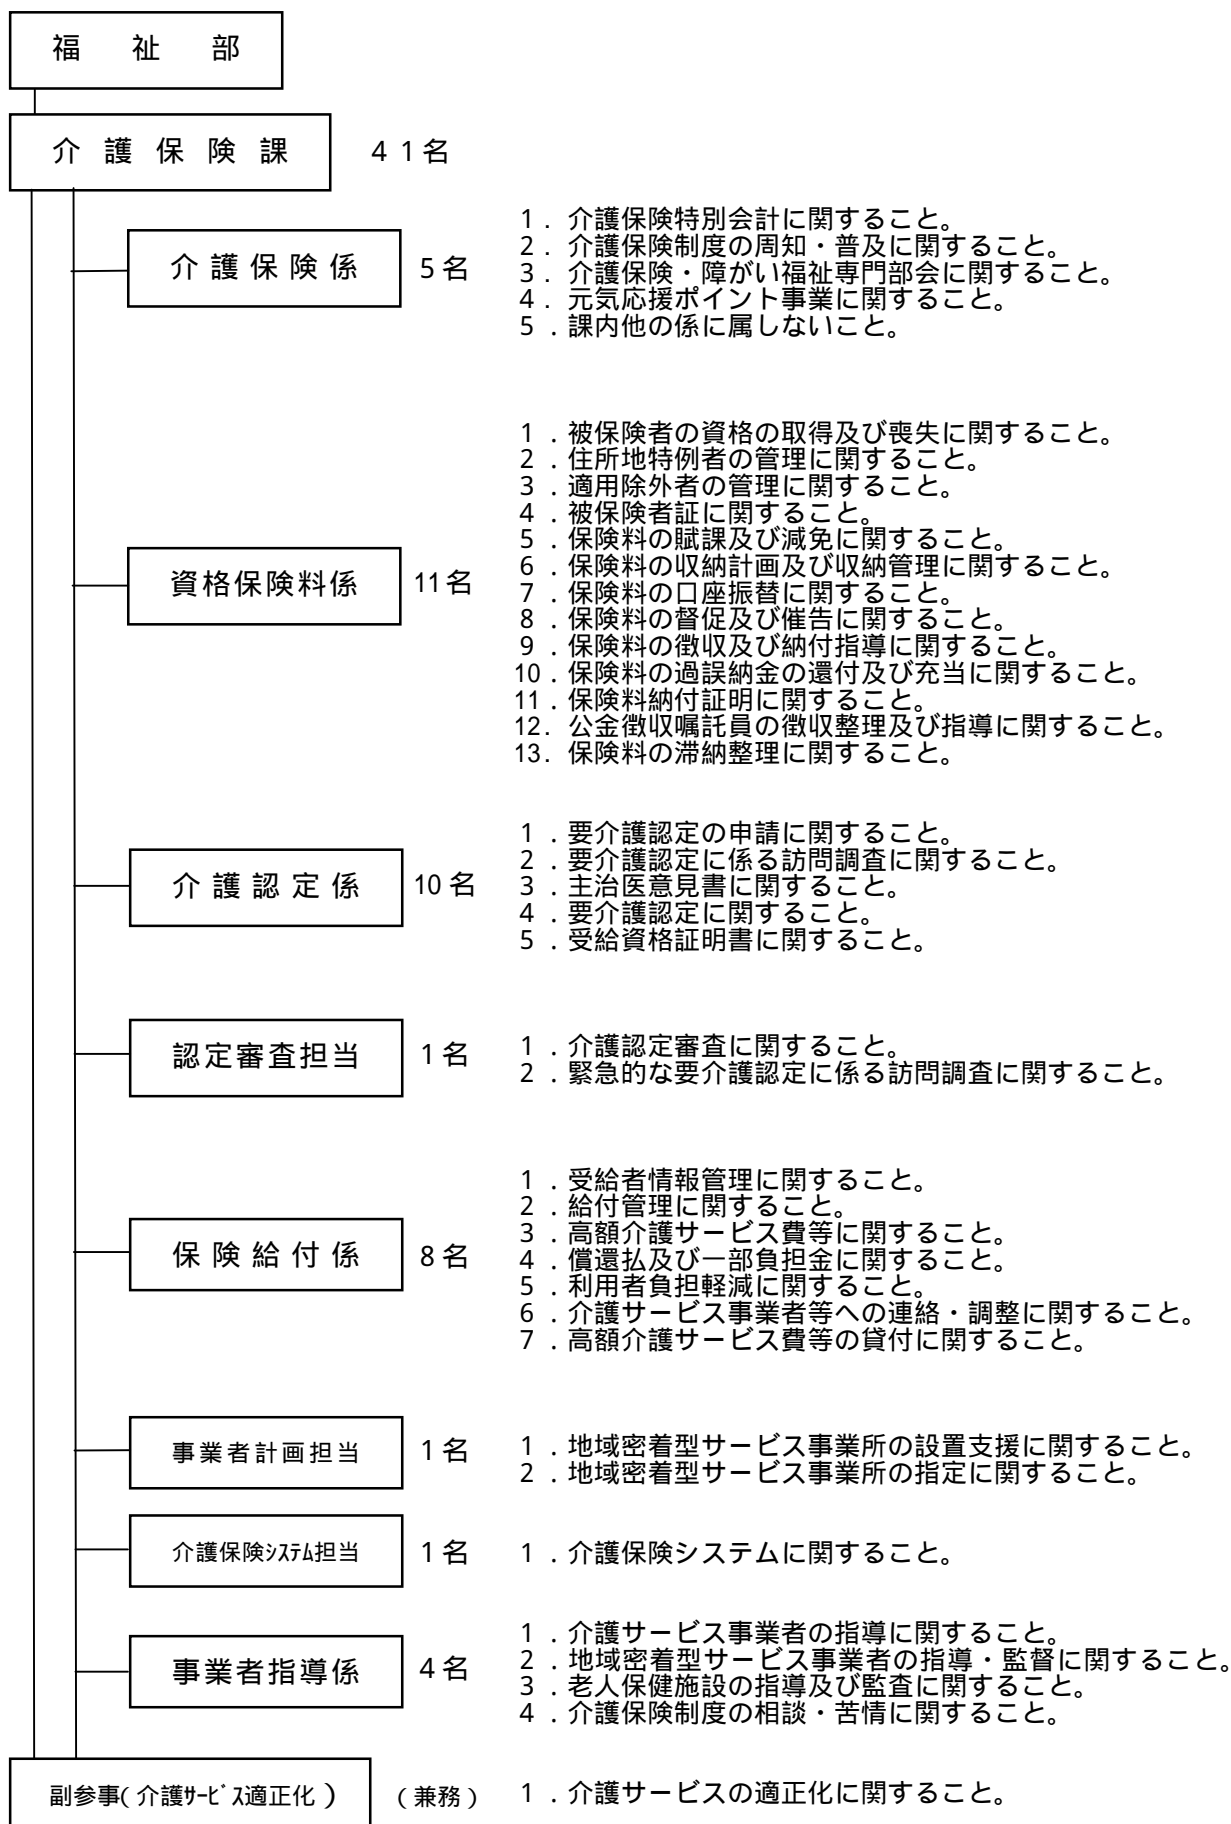 福祉部
介護保険課 41名
介護保険係 5名
1．介護保険特別会計に関すること。
2．介護保険制度の周知・普及に関すること。
3．介護保険・障がい福祉専門部会に関すること。
4．元気応援ポイント事業に関すること。
5．課内他の係に属しないこと。
資格保険料係 11名
1．被保険者の資格の取得及び喪失に関すること。
2．住所地特例者の管理に関すること。
3．適用除外者の管理に関すること。
4．被保険者証に関すること。
5．保険料の賦課及び減免に関すること。
6．保険料の収納計画及び収納管理に関すること。
7．保険料の口座振替に関すること。
8．保険料の督促及び催告に関すること。
9．保険料の徴収及び納付指導に関すること。
10．保険料の過誤納金の還付及び充当に関すること。
11．保険料納付証明に関すること。
12．公金徴収嘱託員の徴収整理及び指導に関すること。
13．保険料の滞納整理に関すること。
介護認定係 10名
1．要介護認定の申請に関すること。
2．要介護認定に係る訪問調査に関すること。
3．主治医意見書に関すること。
4．要介護認定に関すること。
5．受給資格証明書に関すること。
認定審査担当 1名
1．介護認定審査に関すること。
2．緊急的な要介護認定に係る訪問調査に関すること。
保険給付係 8名
1．受給者情報管理に関すること。
2．給付管理に関すること。
3．高額介護サービス費等に関すること。
4．償還払及び一部負担金に関すること。
5．利用者負担軽減に関すること。
6．介護サービス事業者等への連絡・調整に関すること。
7．高額介護サービス費等の貸付に関すること。
事業者計画担当 1名
1．地域密着型サービス事業所の設置支援に関すること。
2．地域密着型サービス事業所の指定に関すること。
介護保険ｼｽﾃﾑ担当 1名
1．介護保険システムに関すること。
事業者指導係 4名
1．介護サービス事業者の指導に関すること。
2．地域密着型サービス事業者の指導・監督に関すること。
3．老人保健施設の指導及び監査に関すること。
4．介護保険制度の相談・苦情に関すること。
副参事(介護ｻｰﾋﾞｽ適正化) (兼務)
1．介護サービスの適正化に関すること。